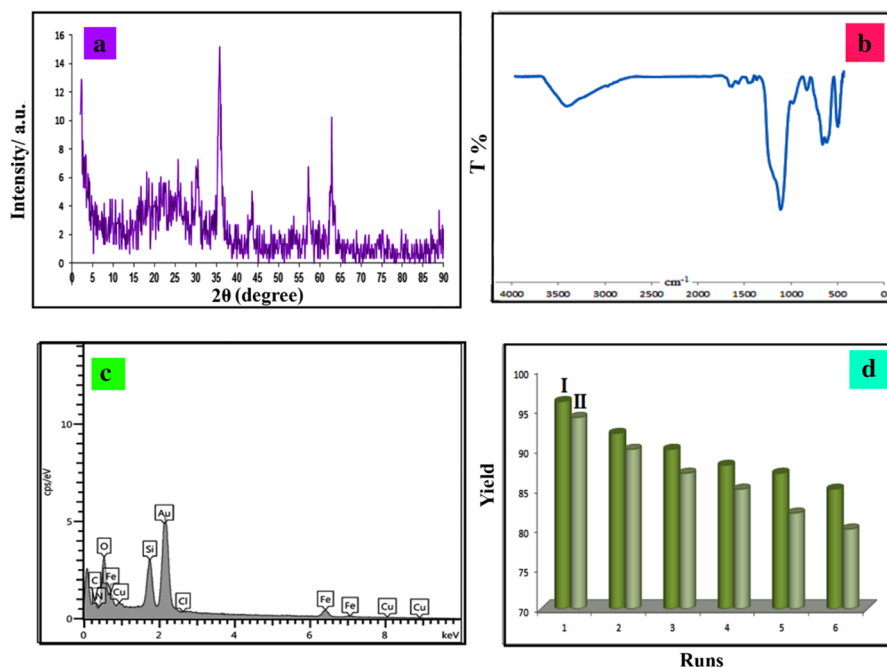 a
16
14
12
10
8
6
4
2
0
Intensity/ a.u.
0 5 10 15 20 25 30 35 40 45 50 55 60 65 70 75 80 85 90
2θ (degree)
b
T %
cm-1
4000 3000 2000 1500 1000 500 0
c
10
5
0
cps/eV
C
O
N
Fe
Cu
Si
Au
Cl
Fe
Fe
Cu
Cu
0 2 4 6 8 keV
d
100
95
90
85
80
75
70
Yield
I
II
1 2 3 4 5 6
Runs